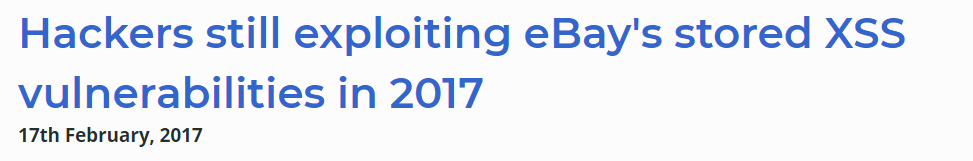 Hackers still exploiting eBay's stored XSS
vulnerabilities in 2017
17th February, 2017